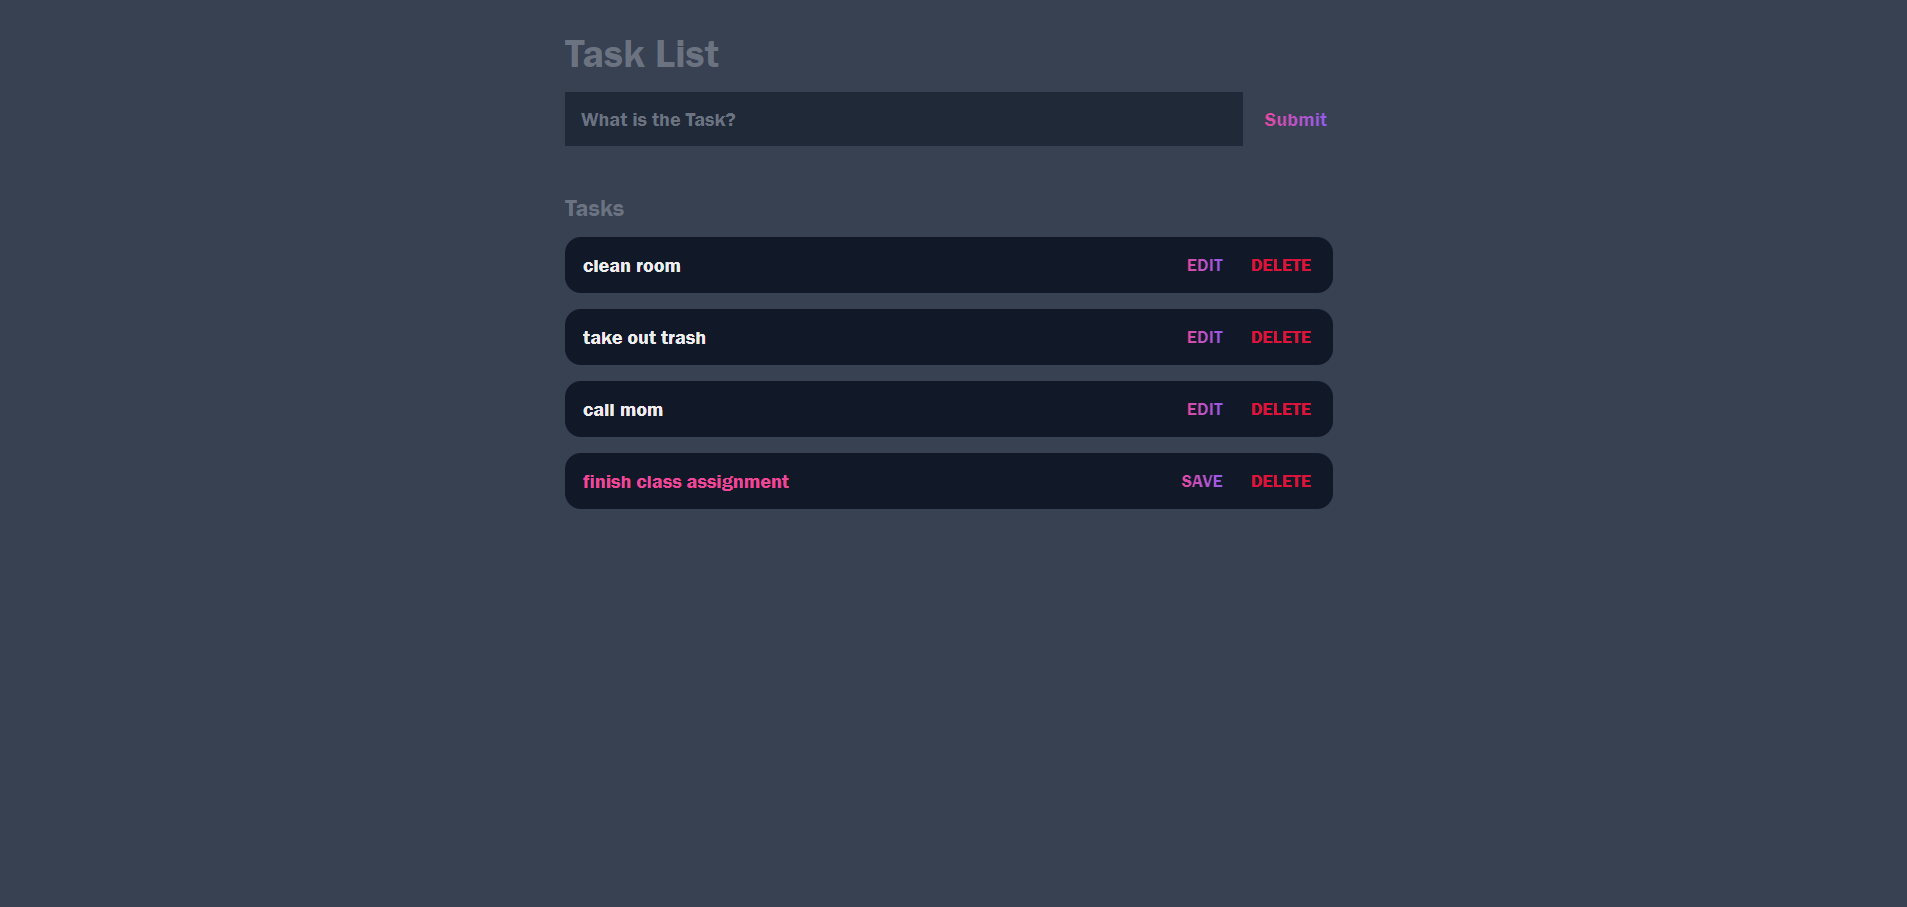 Task List
What is the Task? Submit
Tasks
clean room EDIT DELETE
take out trash EDIT DELETE
call mom EDIT DELETE
finish class assignment SAVE DELETE